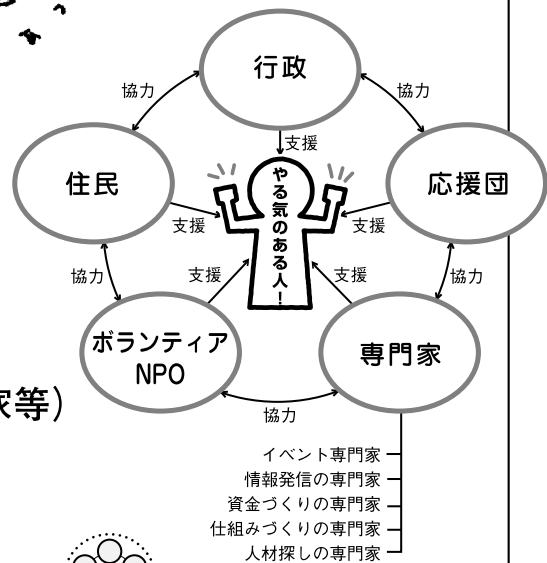 行政
協力
協力
支援
住民
やる気のある人！
応援団
支援
支援
協力
支援
支援
協力
ボランティア
NPO
専門家
家等）
協力
イベント専門家
情報発信の専門家
資金づくりの専門家
仕組みづくりの専門家
人材探しの専門家